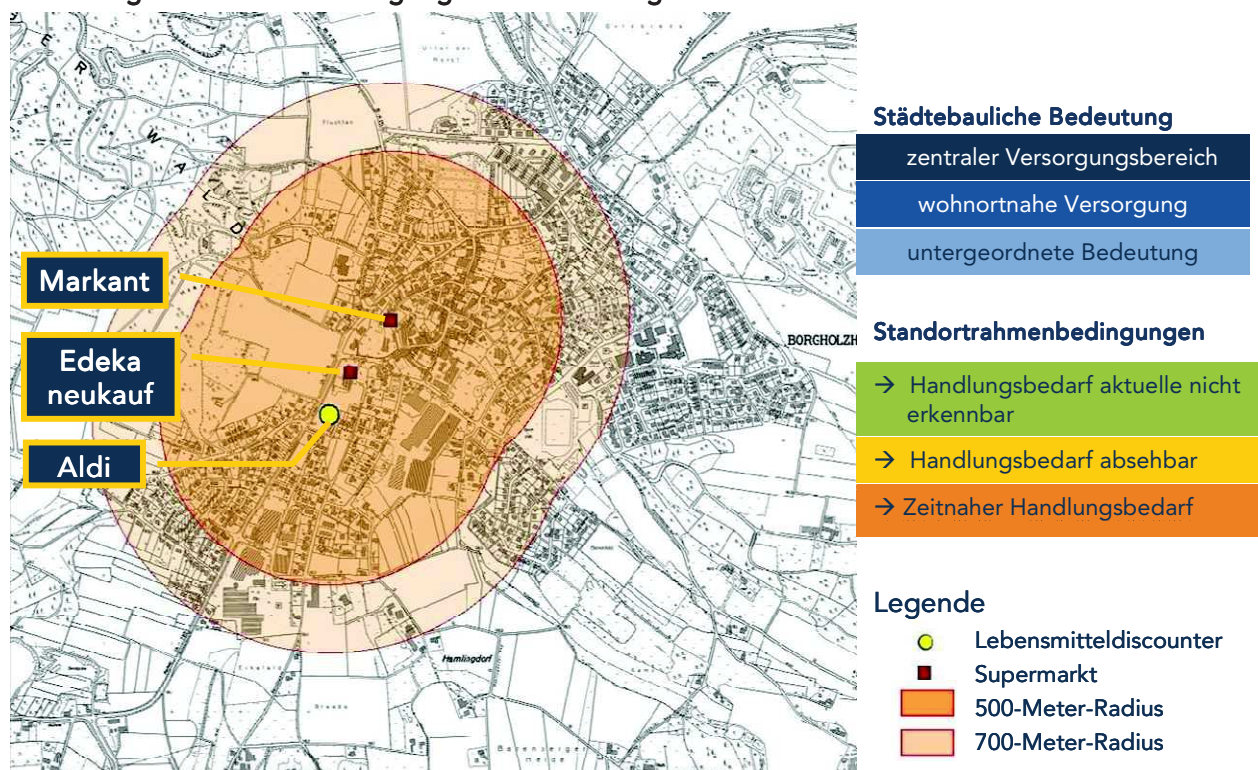 Städtebauliche Bedeutung
zentraler Versorgungsbereich
wohnortnahe Versorgung
untergeordnete Bedeutung
Markant
Edeka
neukauf
Aldi
BORGHOLZH
Hamlingdorf
Standortrahmenbedingungen
→ Handlungsbedarf aktuelle nicht
erkennbar
→ Handlungsbedarf absehbar
→ Zeitnaher Handlungsbedarf
Legende
Lebensmitteldiscounter
Supermarkt
500-Meter-Radius
700-Meter-Radius